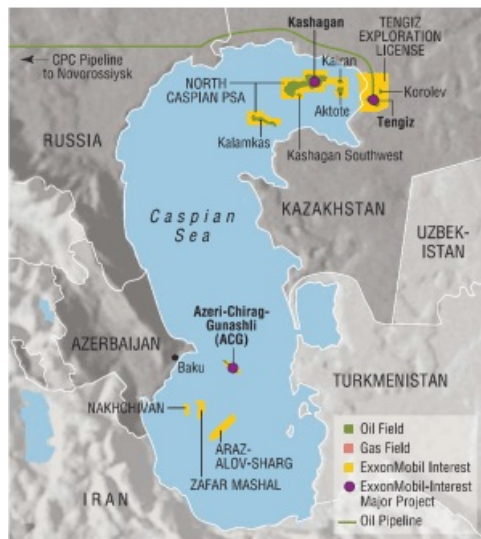 Kashagan
TENGIZ
EXPLORATION
LICENSE
CPC Pipeline
to Novorossiysk
Kairan
NORTH
CASPIAN PSA
Korolev
Aktote
Tengiz
Kalamkas
Kashagan Southwest
RUSSIA
KAZAKHSTAN
Caspian
Sea
UZBEK-
ISTAN
Azeri-Chirag-
Gunashli
(ACG)
AZERBAIJAN
Baku
TURKMENISTAN
NAKHCHIVAN
ARAZ-
ALOV-SHARG
ZAFAR MASHAL
IRAN
Oil Field
Gas Field
ExxonMobil Interest
ExxonMobil-Interest
Major Project
Oil Pipeline